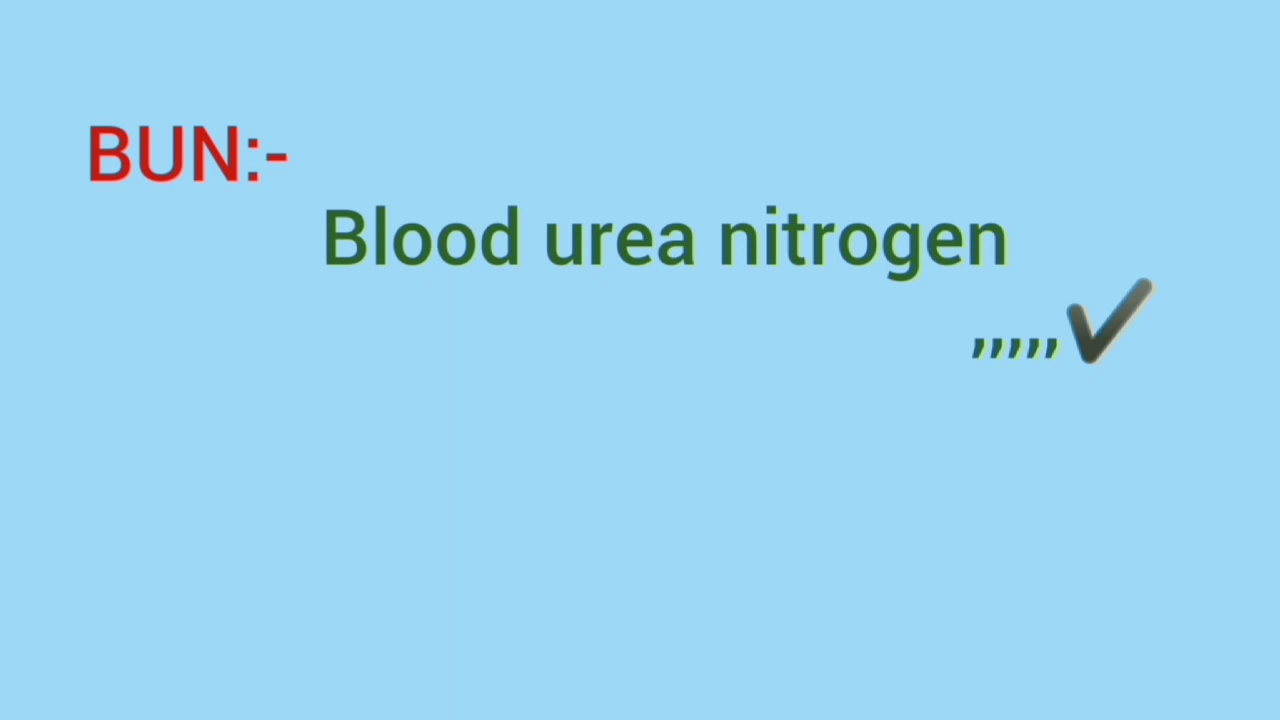 BUN:-
Blood urea nitrogen
,,,,,✔